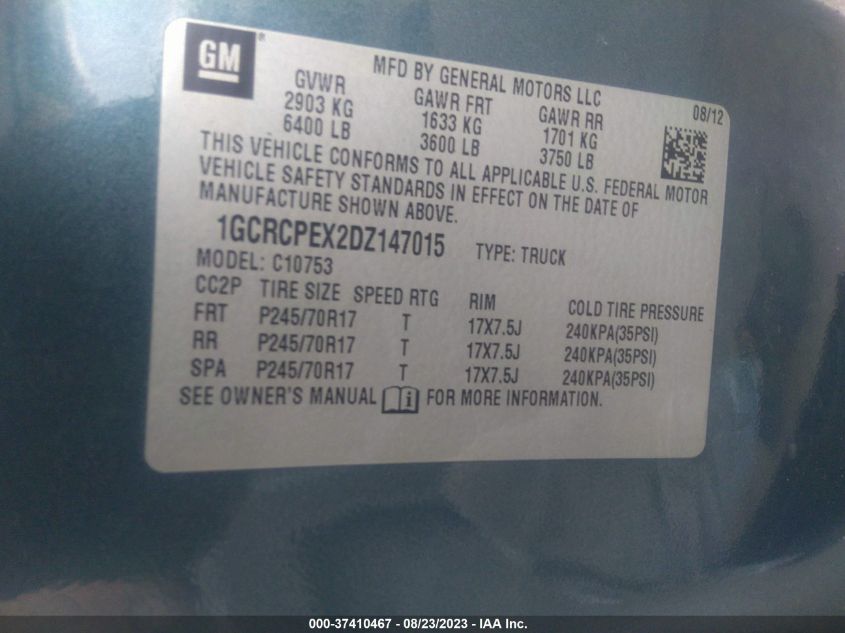 GM®
MFD BY GENERAL MOTORS LLC
08/12
GVWR GAWR FRT GAWR RR
2903 KG 1633 KG 1701 KG
6400 LB 3600 LB 3750 LB
THIS VEHICLE CONFORMS TO ALL APPLICABLE U.S. FEDERAL MOTOR
VEHICLE SAFETY STANDARDS IN EFFECT ON THE DATE OF
MANUFACTURE SHOWN ABOVE.
1GCRCPEX2DZ147015 TYPE: TRUCK
MODEL: C10753
CC2P TIRE SIZE SPEED RTG RIM COLD TIRE PRESSURE
FRT P245/70R17 T 17X7.5J 240KPA(35PSI)
RR P245/70R17 T 17X7.5J 240KPA(35PSI)
SPA P245/70R17 T 17X7.5J 240KPA(35PSI)
SEE OWNER'S MANUAL i FOR MORE INFORMATION.
000-37410467 - 08/23/2023 - IAA Inc.